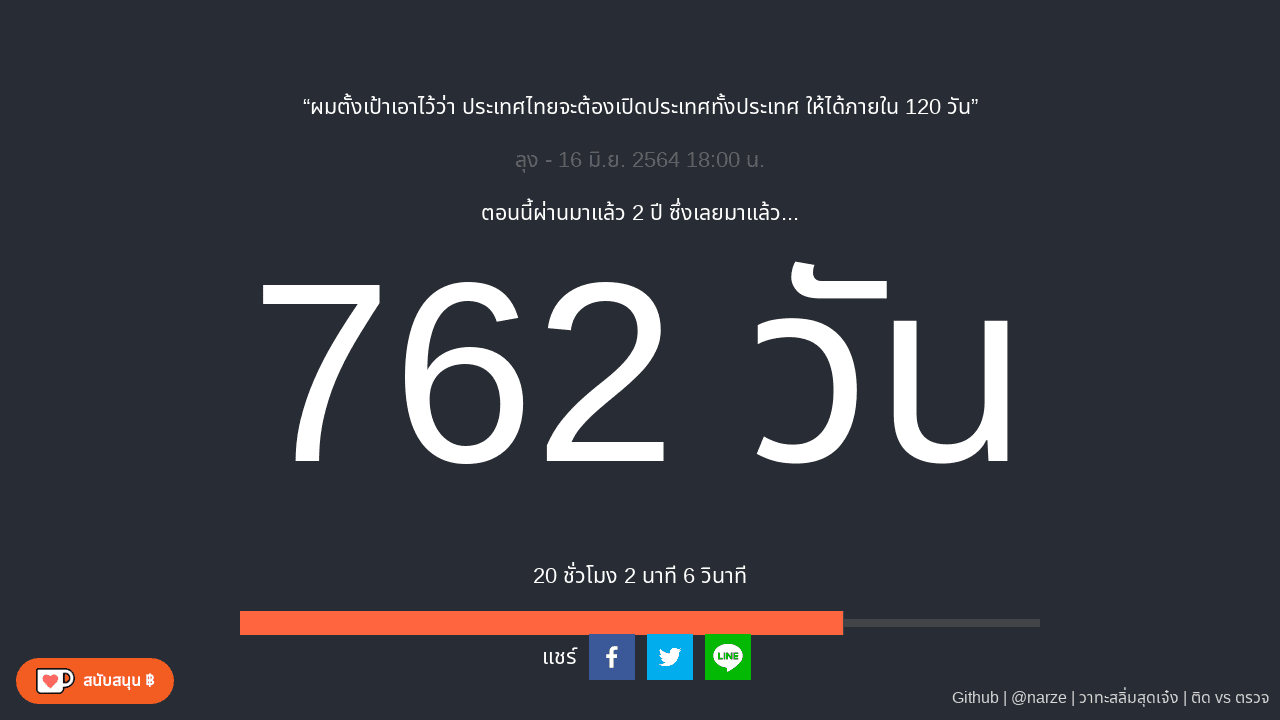 “ผมตั้งเป้าเอาไว้ว่า ประเทศไทยจะต้องเปิดประเทศทั้งประเทศ ให้ได้ภายใน 120 วัน”
ลุง - 16 มิ.ย. 2564 18:00 น.
ตอนนี้ผ่านมาแล้ว 2 ปี ซึ่งเลยมาแล้ว...
762 วัน
20 ชั่วโมง 2 นาที 6 วินาที
แชร์
LINE
สนับสนุน ฿
Github | @narze | วาทะสลิ่มสุดเจ๋ง | ติด vs ตรวจ